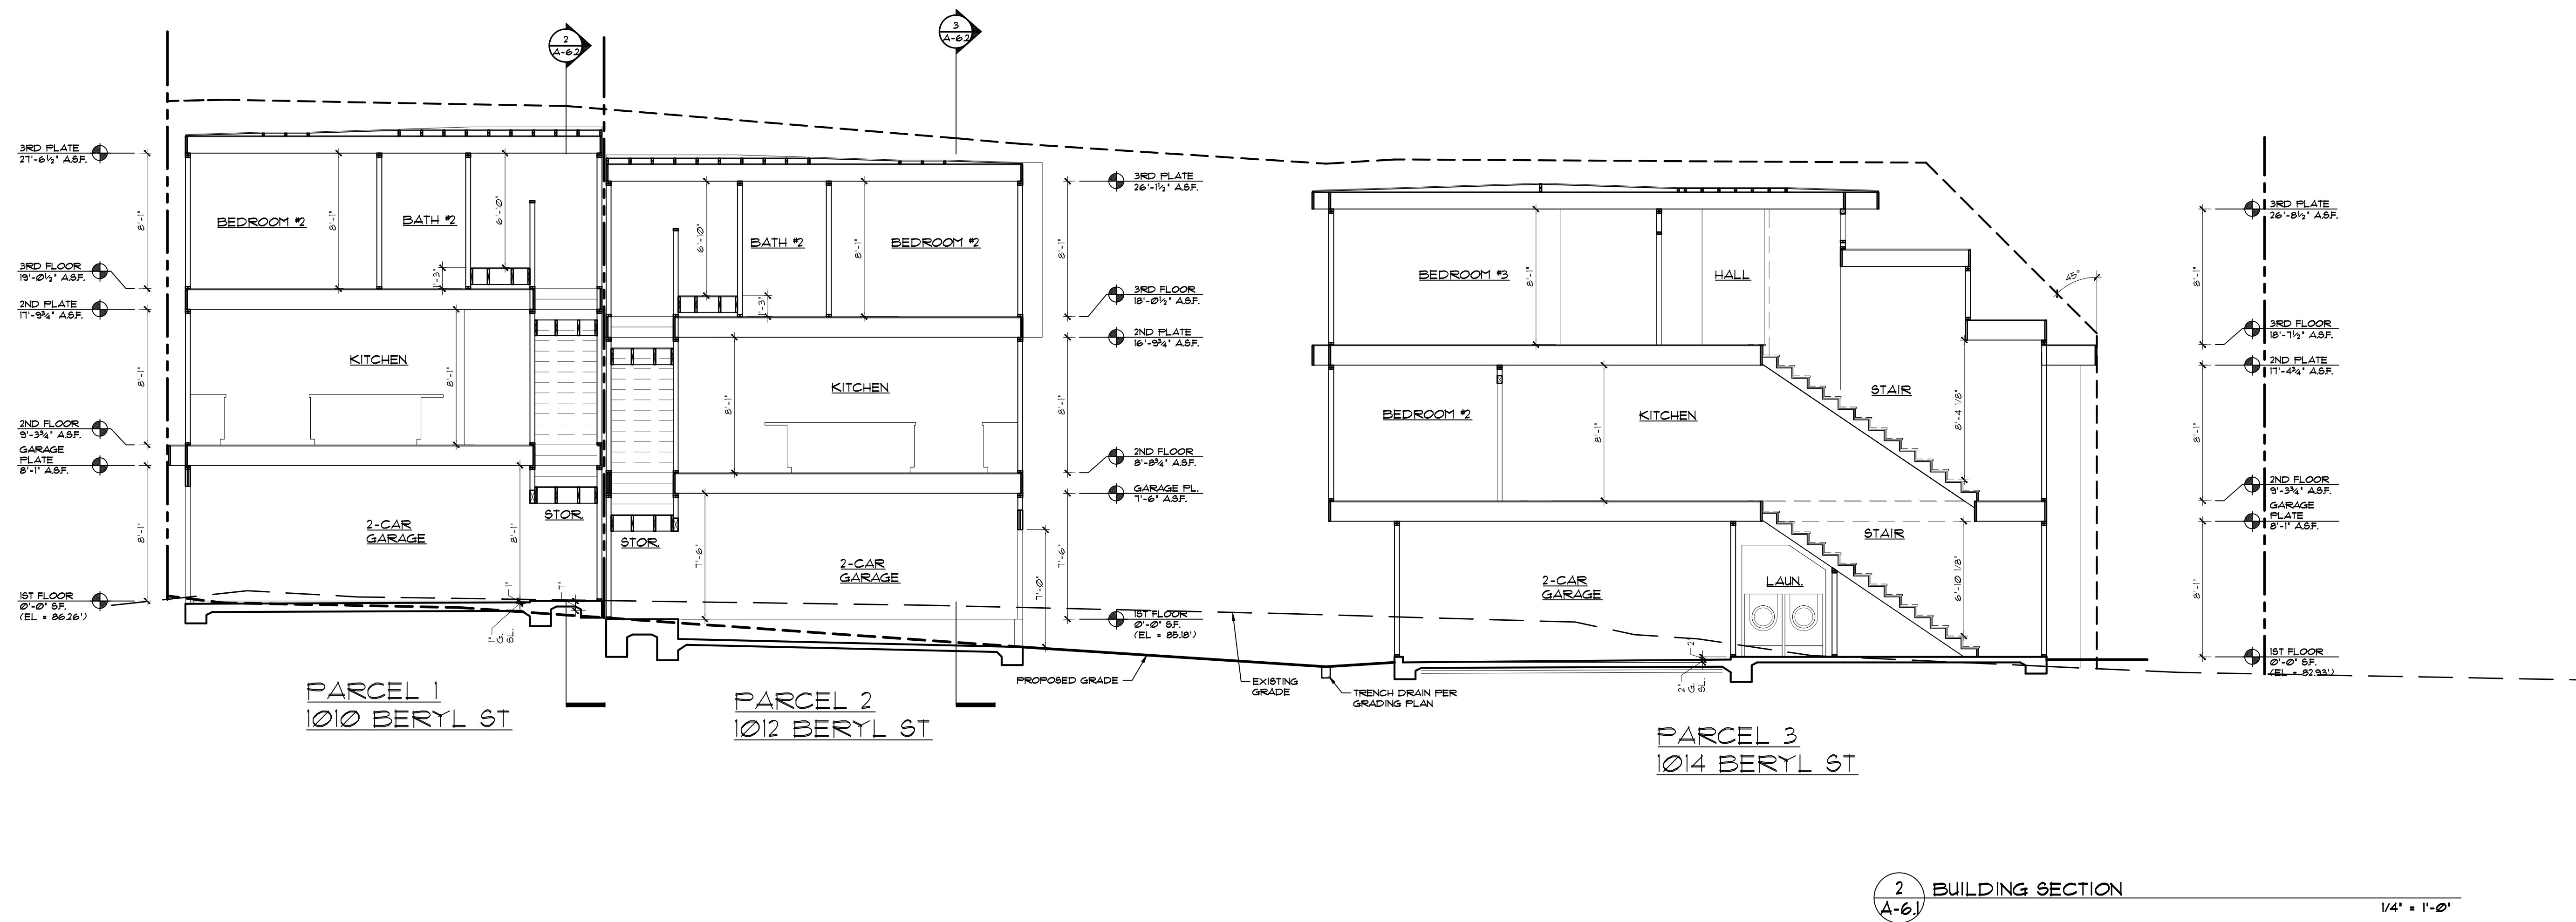 2
A-6.2
3
A-6.2
3RD PLATE
27'-6½" A.S.F.
3RD FLOOR
19'-0½" A.S.F.
2ND PLATE
17'-9¾" A.S.F.
2ND FLOOR
9'-3¾" A.S.F.
GARAGE
PLATE
8'-1" A.S.F.
1ST FLOOR
0'-0" S.F.
(EL = 86.26')
8'-1"
8'-1"
8'-1"
BEDROOM #2
8'-1"
BATH #2
6'-10"
1'-3"
KITCHEN
8'-1"
2-CAR
GARAGE
8'-1"
STOR.
1"
7"
1"
G.
SL.
PARCEL 1
1010 BERYL ST
6'-10"
1'-3"
BATH #2
8'-1"
BEDROOM #2
8'-1"
KITCHEN
STOR.
7'-6"
2-CAR
GARAGE
7'-0"
8'-1"
8'-1"
7'-6"
3RD PLATE
26'-1½" A.S.F.
3RD FLOOR
18'-0½" A.S.F.
2ND PLATE
16'-9¾" A.S.F.
2ND FLOOR
8'-8¾" A.S.F.
GARAGE PL.
7'-6" A.S.F.
1ST FLOOR
0'-0" S.F.
(EL = 85.18')
PARCEL 2
1012 BERYL ST
PROPOSED GRADE
EXISTING
GRADE
TRENCH DRAIN PER
GRADING PLAN
BEDROOM #3
8'-1"
HALL
BEDROOM #2
8'-1"
KITCHEN
STAIR
8'-4 1/8"
2-CAR
GARAGE
LAUN.
STAIR
6'-10 1/8"
2"
2"
G.
SL.
45°
8'-1"
8'-1"
8'-1"
3RD PLATE
26'-8½" A.S.F.
3RD FLOOR
18'-7½" A.S.F.
2ND PLATE
17'-4¾" A.S.F.
2ND FLOOR
9'-3¾" A.S.F.
GARAGE
PLATE
8'-1" A.S.F.
1ST FLOOR
0'-0" S.F.
(EL = 82.93')
PARCEL 3
1014 BERYL ST
2
A-6.1
BUILDING SECTION
1/4" = 1'-0"